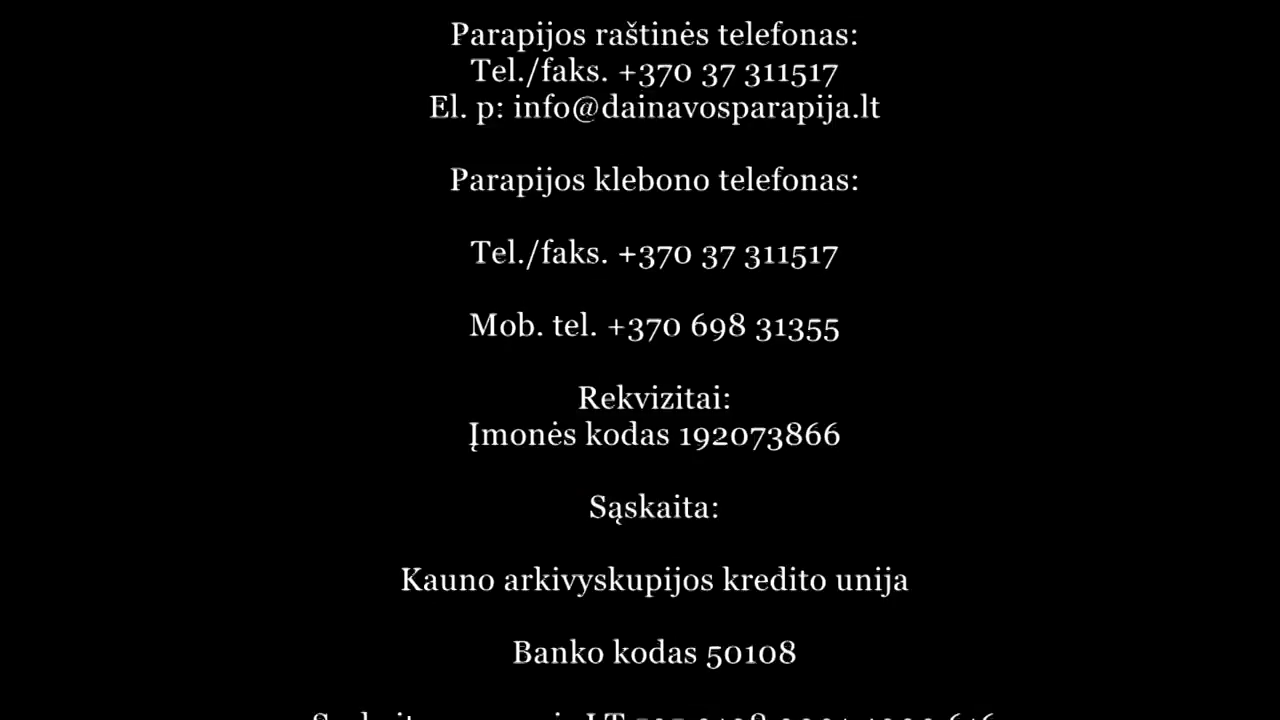 Parapijos raštinės telefonas:
Tel./faks. +370 37 311517
El. p: info@dainavosparapija.lt
Parapijos klebono telefonas:
Tel./faks. +370 37 311517
Mob. tel. +370 698 31355
Rekvizitai:
Įmonės kodas 192073866
Sąskaita:
Kauno arkivyskupijos kredito unija
Banko kodas 50108